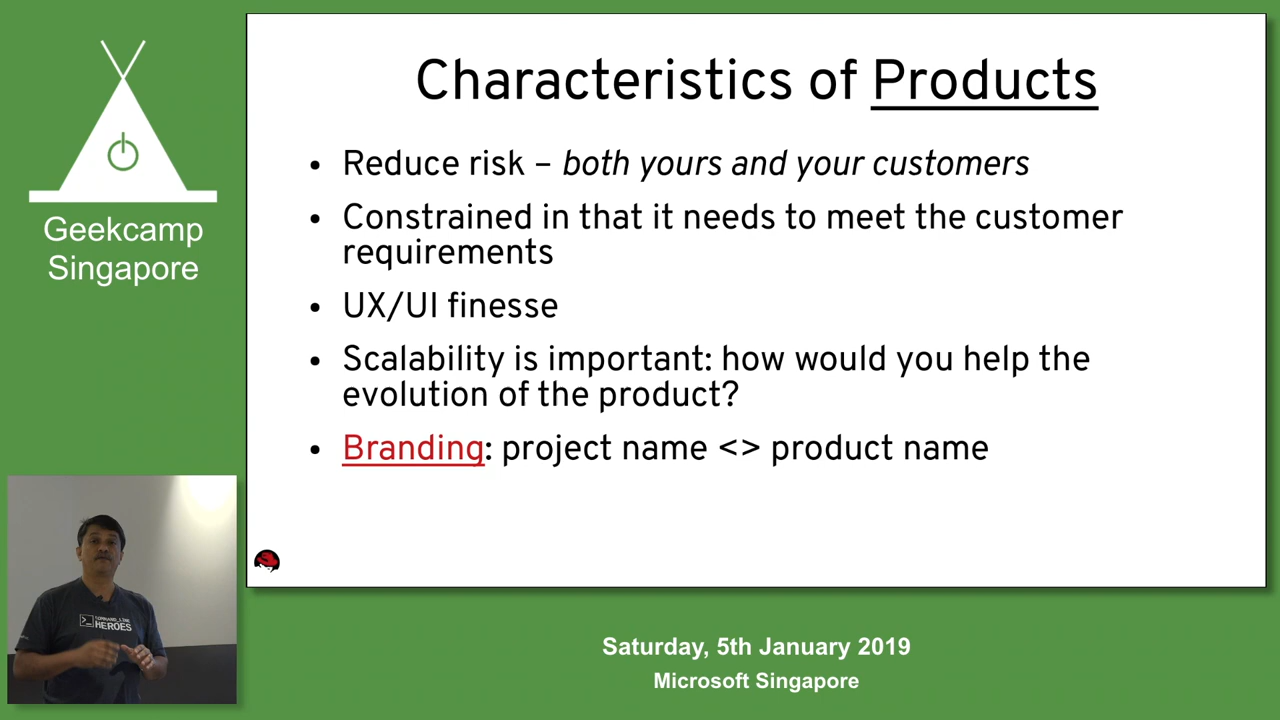 Geekcamp
Singapore
Characteristics of Products
• Reduce risk – both yours and your customers
• Constrained in that it needs to meet the customer
requirements
• UX/UI finesse
• Scalability is important: how would you help the
evolution of the product?
• Branding: project name <> product name
COMMAND_LINE
HEROES
Saturday, 5th January 2019
Microsoft Singapore